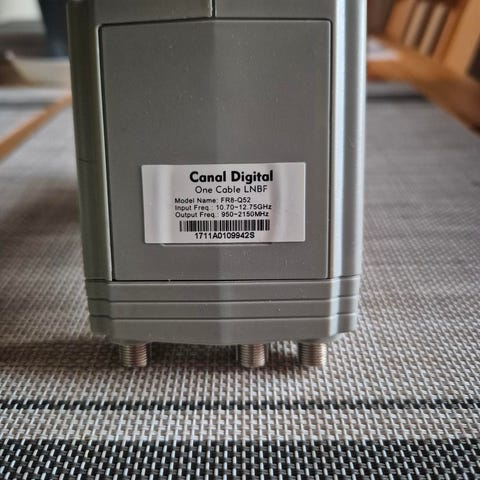 Canal Digital
One Cable LNBF
Model Name: FR8-Q52
Input Freq : 10.70~12.75GHz
Output Freq : 950~2150MHz
1711A0109942S